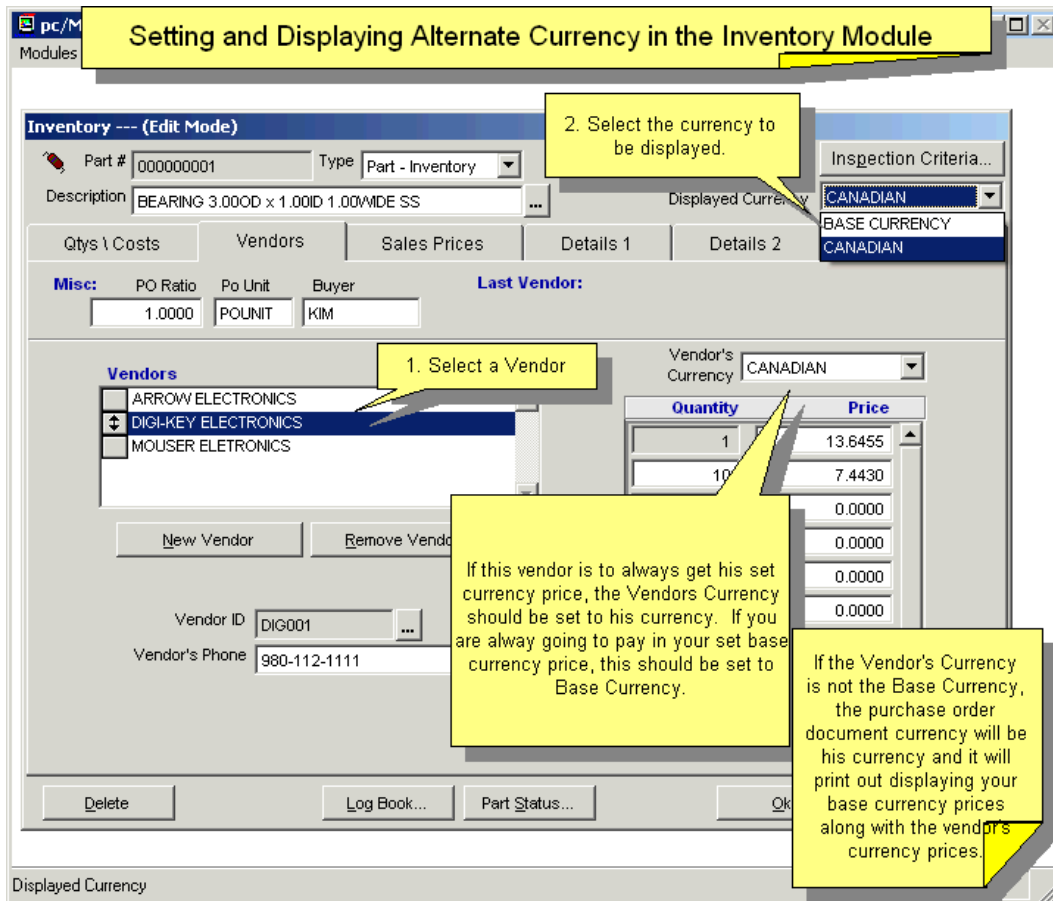 pc/M
Setting and Displaying Alternate Currency in the Inventory Module
Modules
Inventory --- (Edit Mode)
2. Select the currency to
be displayed.
Part # 000000001 Type Part - Inventory
Inspection Criteria...
Description BEARING 3.00OD x 1.00ID 1.00WIDE SS ...
Displayed Currency CANADIAN
BASE CURRENCY
CANADIAN
Qtys \ Costs Vendors Sales Prices Details 1 Details 2
Misc: PO Ratio Po Unit Buyer Last Vendor:
1.0000 POUNIT KIM
1. Select a Vendor
Vendors
ARROW ELECTRONICS
DIGI-KEY ELECTRONICS
MOUSER ELETRONICS
Vendor's
Currency CANADIAN
Quantity Price
1 13.6455
10 7.4430
0.0000
0.0000
0.0000
0.0000
New Vendor Remove Vendo
If this vendor is to always get his set
currency price, the Vendors Currency
should be set to his currency. If you
are alway going to pay in your set base
currency price, this should be set to
Base Currency.
Vendor ID DIG001 ...
Vendor's Phone 980-112-1111
If the Vendor's Currency
is not the Base Currency,
the purchase order
document currency will be
his currency and it will
print out displaying your
base currency prices
along with the vendor's
currency prices.
Delete Log Book... Part Status... Ok
Displayed Currency